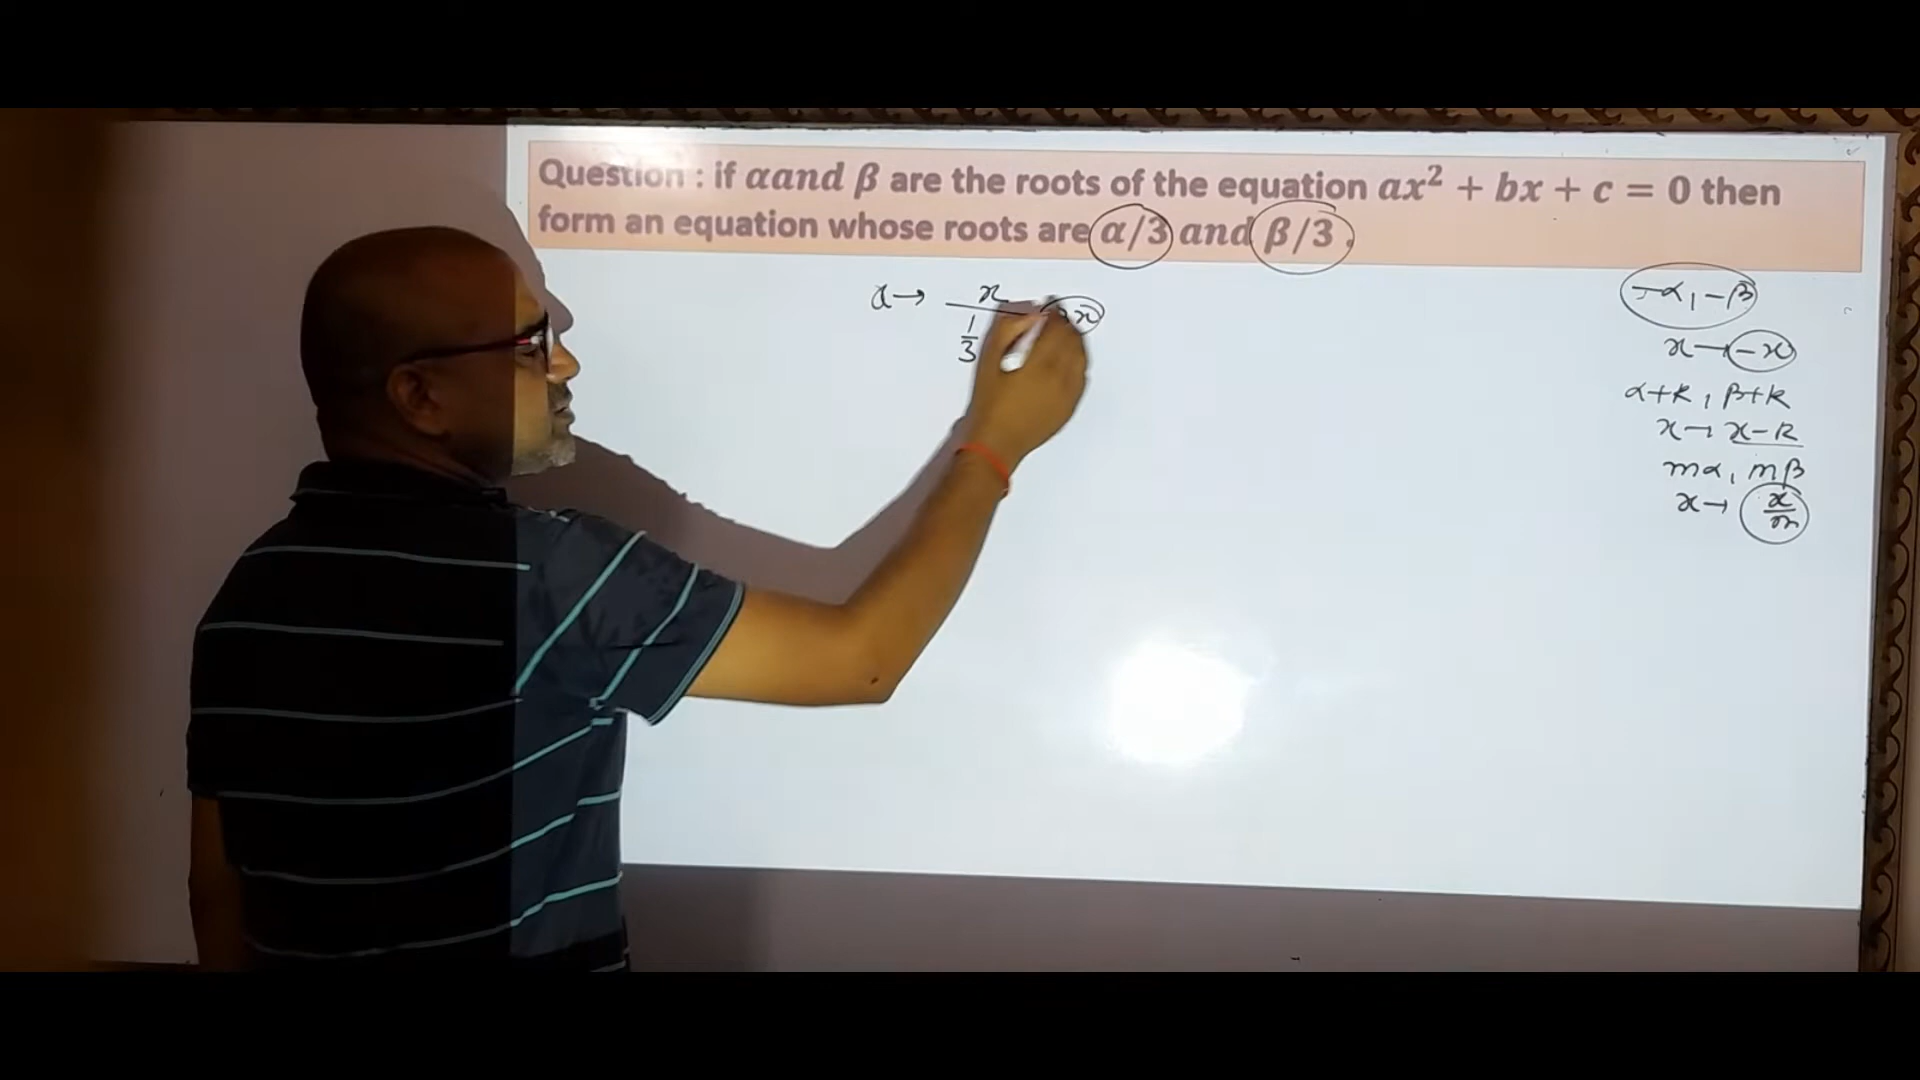 Question : if α and β are the roots of the equation ax² + bx + c = 0 then
form an equation whose roots are α/3 and β/3 .
x → x / (1/3) x
-α, -β
x → -x
α+k, β+k
x → x-k
mα, mβ
x → x/m